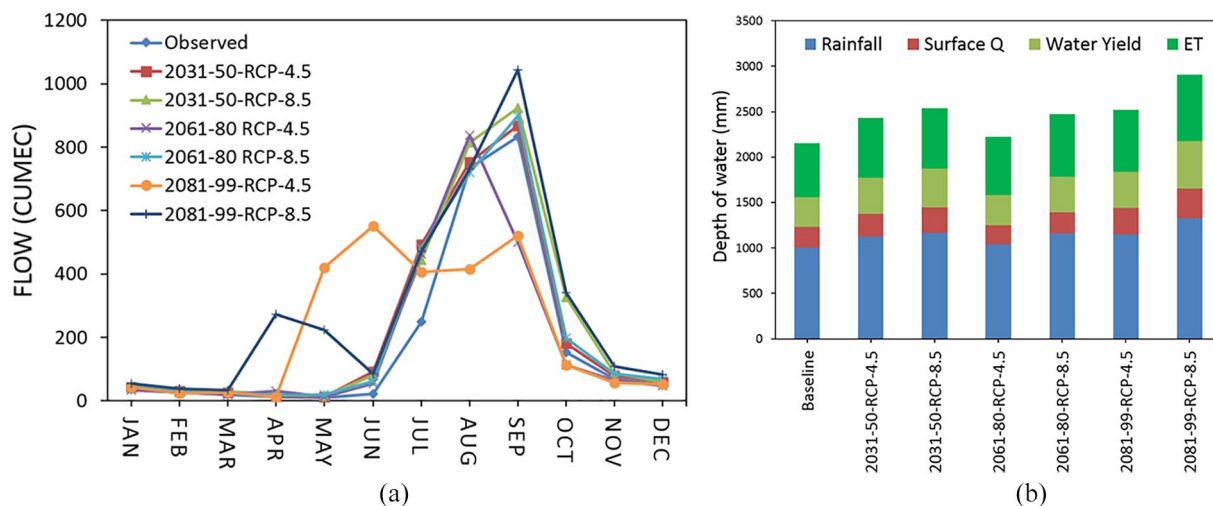 1200
1000
800
600
400
200
0
FLOW (CUMEC)
Observed
2031-50-RCP-4.5
2031-50-RCP-8.5
2061-80 RCP-4.5
2061-80 RCP-8.5
2081-99-RCP-4.5
2081-99-RCP-8.5
JAN
FEB
MAR
APR
MAY
JUN
JUL
AUG
SEP
OCT
NOV
DEC
(a)
3500
3000
2500
2000
1500
1000
500
0
Depth of water (mm)
Rainfall Surface Q Water Yield ET
Baseline
2031-50-RCP-4.5
2031-50-RCP-8.5
2061-80-RCP-4.5
2061-80-RCP-8.5
2081-99-RCP-4.5
2081-99-RCP-8.5
(b)